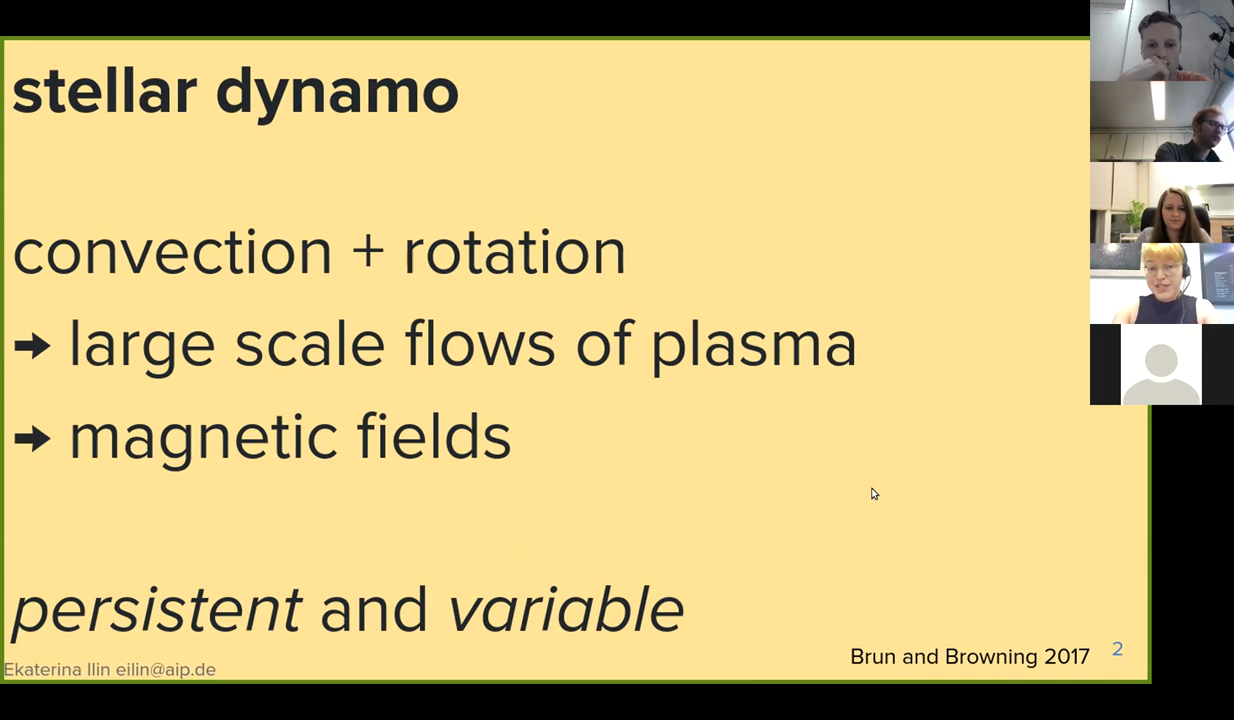 stellar dynamo
convection + rotation
➜ large scale flows of plasma
➜ magnetic fields
persistent and variable
Brun and Browning 2017
2
Ekaterina Ilin eilin@aip.de